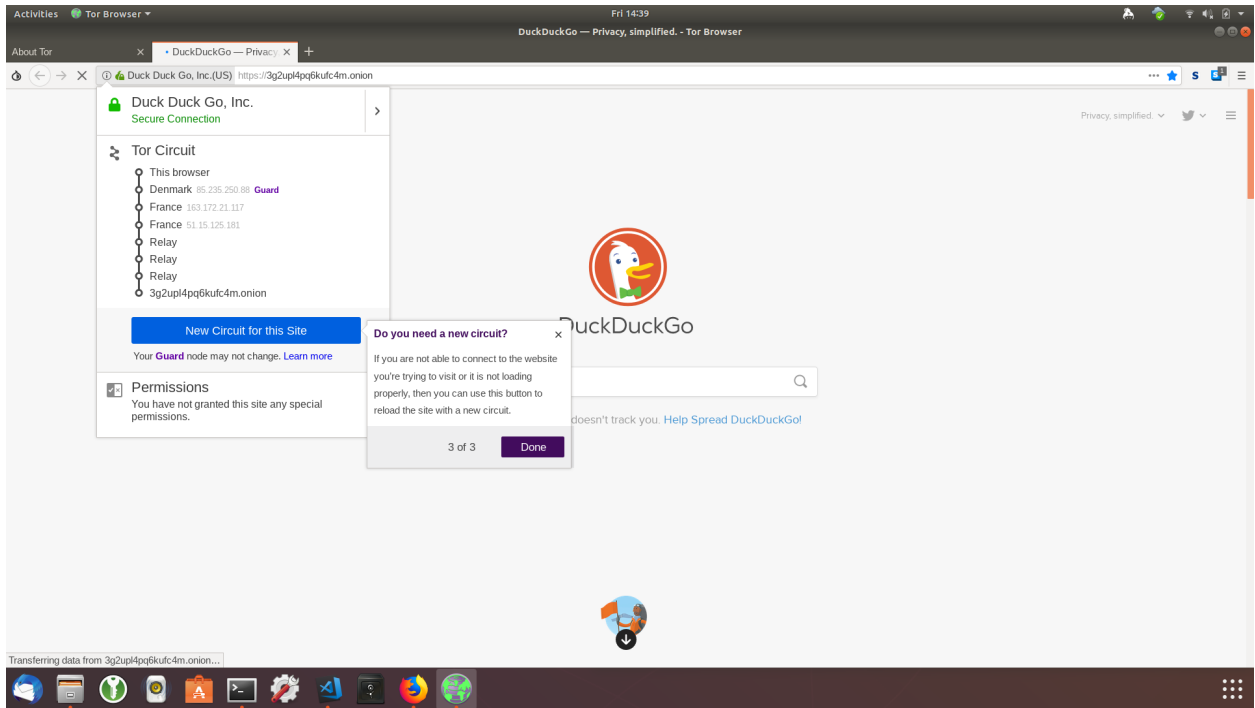 Activities Tor Browser Fri 14:39
DuckDuckGo — Privacy, simplified. - Tor Browser
About Tor • DuckDuckGo — Privacy,
Duck Duck Go, Inc.(US) https://3g2upl4pq6kufc4m.onion
S S 1
Duck Duck Go, Inc.
Secure Connection
Privacy, simplified.
Tor Circuit
This browser
Denmark 85.235.250.88 Guard
France 163.172.21.117
France 51.15.125.181
Relay
Relay
Relay
3g2upl4pq6kufc4m.onion
New Circuit for this Site
Your Guard node may not change. Learn more
Permissions
You have not granted this site any special
permissions.
Do you need a new circuit?
If you are not able to connect to the website
you're trying to visit or it is not loading
properly, then you can use this button to
reload the site with a new circuit.
3 of 3 Done
DuckDuckGo
doesn't track you. Help Spread DuckDuckGo!
Transferring data from 3g2upl4pq6kufc4m.onion…